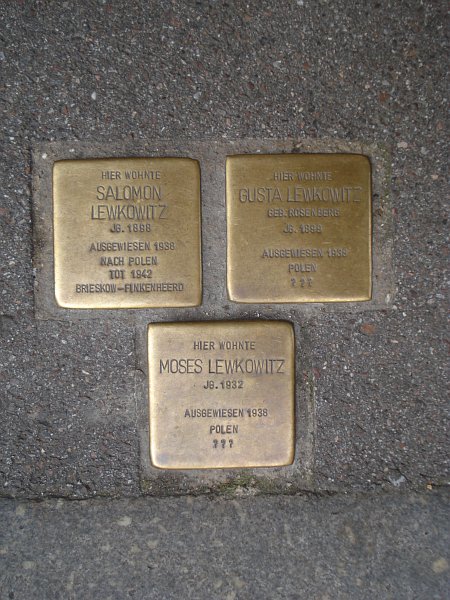 HIER WOHNTE
SALOMON
LEWKOWITZ
JG. 1888
AUSGEWIESEN 1938
NACH POLEN
TOT 1942
BRIESKOW-FINKENHEERD
HIER WOHNTE
GUSTA LEWKOWITZ
GEB. ROSENBERG
JG. 1899
AUSGEWIESEN 1938
POLEN
? ? ?
HIER WOHNTE
MOSES LEWKOWITZ
JG. 1932
AUSGEWIESEN 1938
POLEN
???